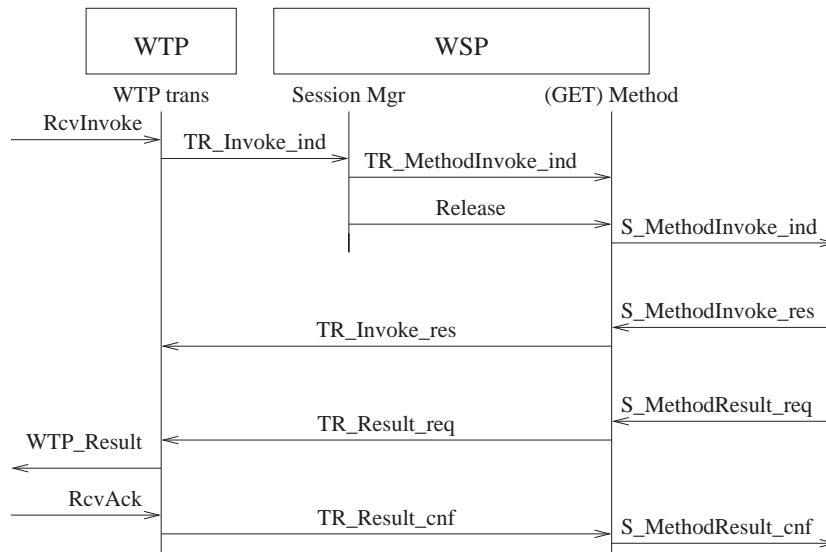 WTP
WSP
WTP trans
Session Mgr
(GET) Method
RcvInvoke
TR_Invoke_ind
TR_MethodInvoke_ind
Release
S_MethodInvoke_ind
S_MethodInvoke_res
TR_Invoke_res
S_MethodResult_req
TR_Result_req
WTP_Result
RcvAck
TR_Result_cnf
S_MethodResult_cnf